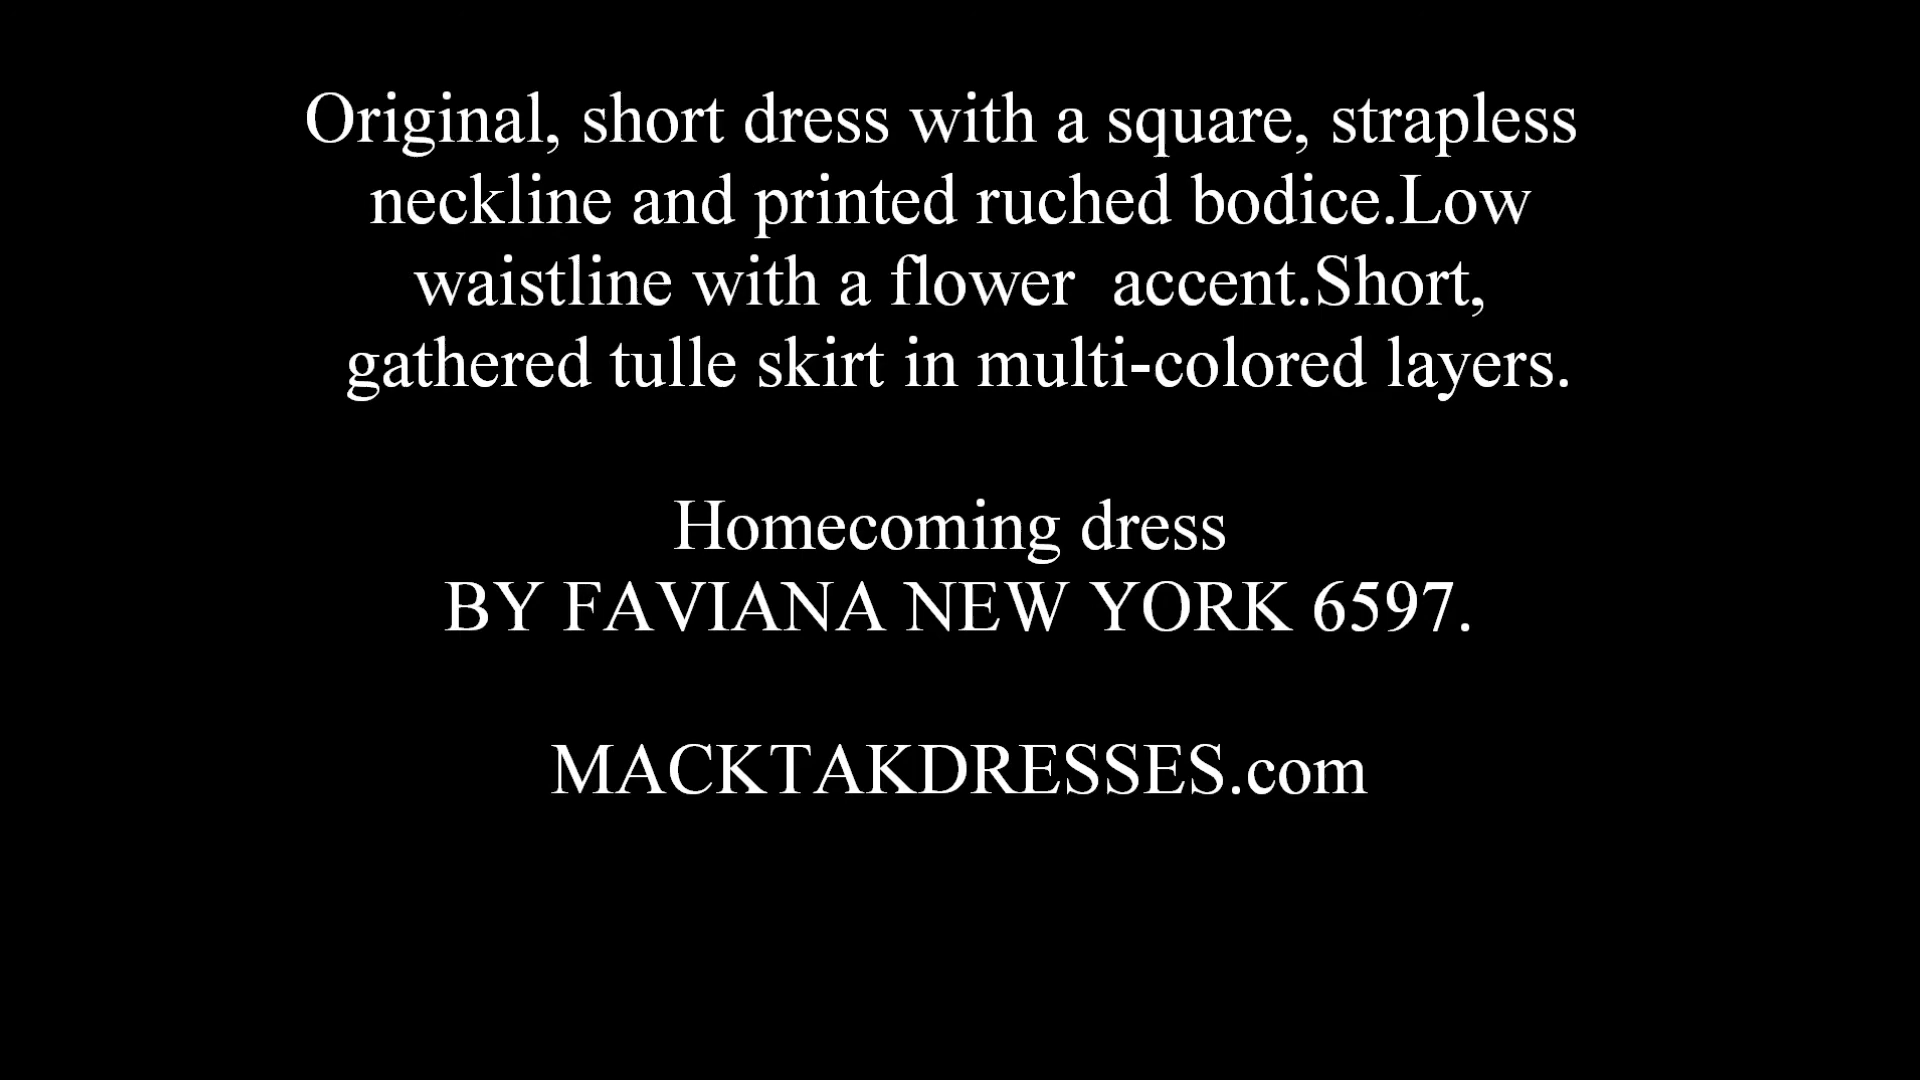 Original, short dress with a square, strapless
neckline and printed ruched bodice.Low
waistline with a flower  accent.Short,
gathered tulle skirt in multi-colored layers.
Homecoming dress
BY FAVIANA NEW YORK 6597.
MACKTAKDRESSES.com